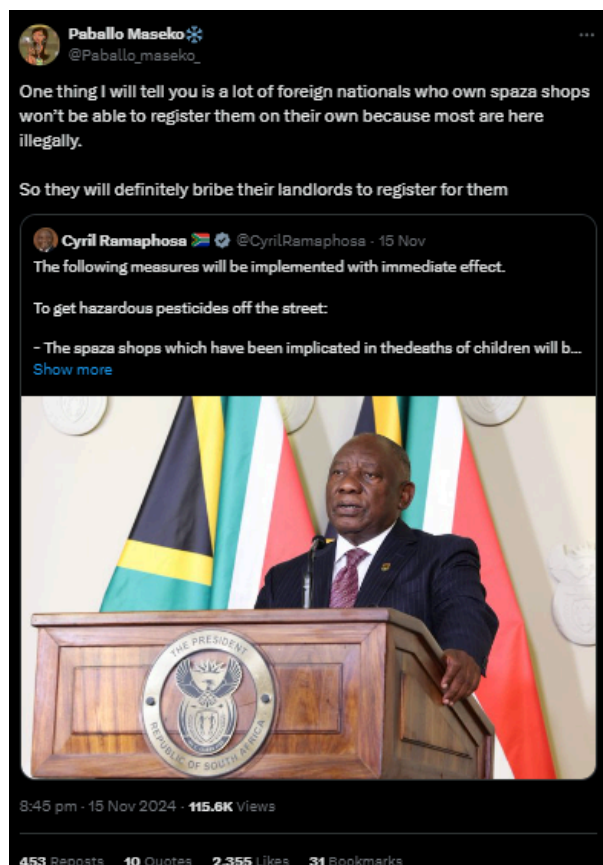 Paballo Maseko❄️
@Paballo_maseko_
One thing I will tell you is a lot of foreign nationals who own spaza shops
won't be able to register them on their own because most are here
illegally.
So they will definitely bribe their landlords to register for them
Cyril Ramaphosa 🇿🇦 @CyrilRamaphosa · 15 Nov
The following measures will be implemented with immediate effect.
To get hazardous pesticides off the street:
- The spaza shops which have been implicated in thedeaths of children will b...
Show more
THE PRESIDENT
REPUBLIC OF SOUTH AFRICA
8:45 pm · 15 Nov 2024 · 115.6K Views
453 Reposts 10 Quotes 2,355 Likes 31 Bookmarks